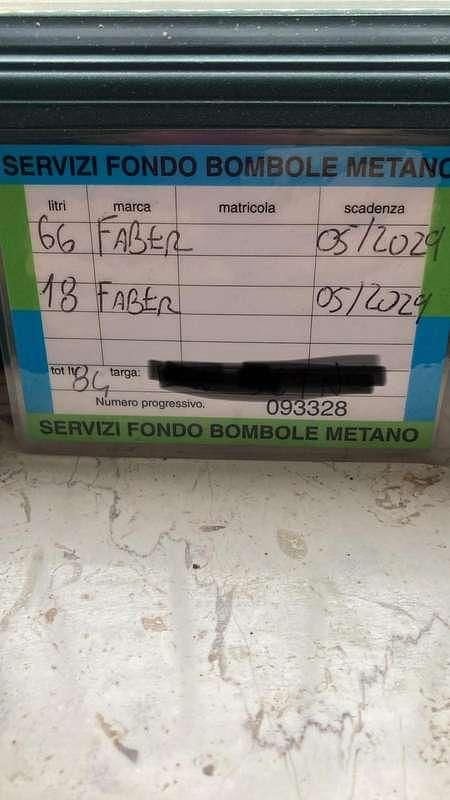 SERVIZI FONDO BOMBOLE METANO
litri marca matricola scadenza
66 FABER 05/2029
18 FABER 05/2029
tot ltr 84 targa:
Numero progressivo. 093328
SERVIZI FONDO BOMBOLE METANO